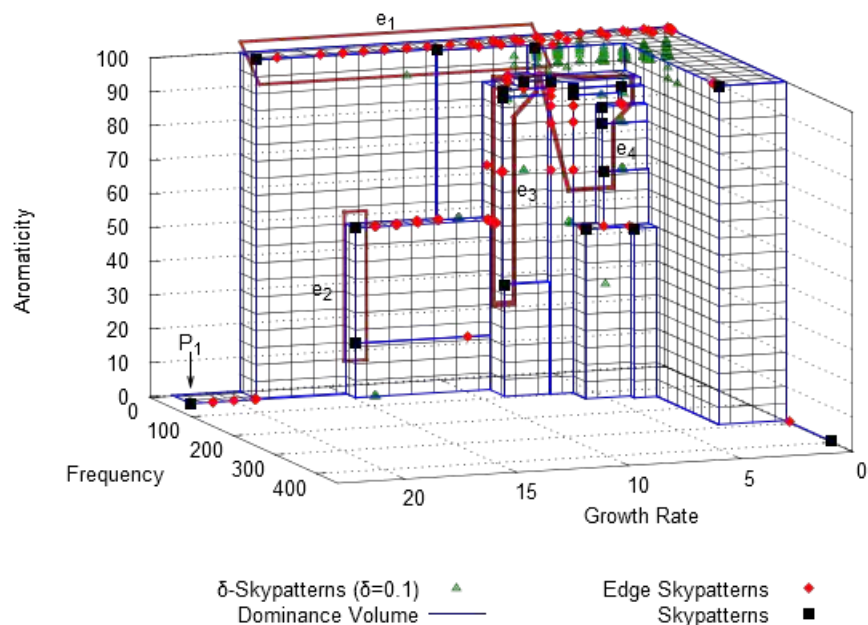 e1
100
90
80
70
60
50
40
30
20
10
0
Aromaticity
e4
e3
e2
P1
0
100
200
300
400
Frequency
20
15
10
5
0
Growth Rate
δ-Skypatterns (δ=0.1)
Edge Skypatterns
Dominance Volume
Skypatterns